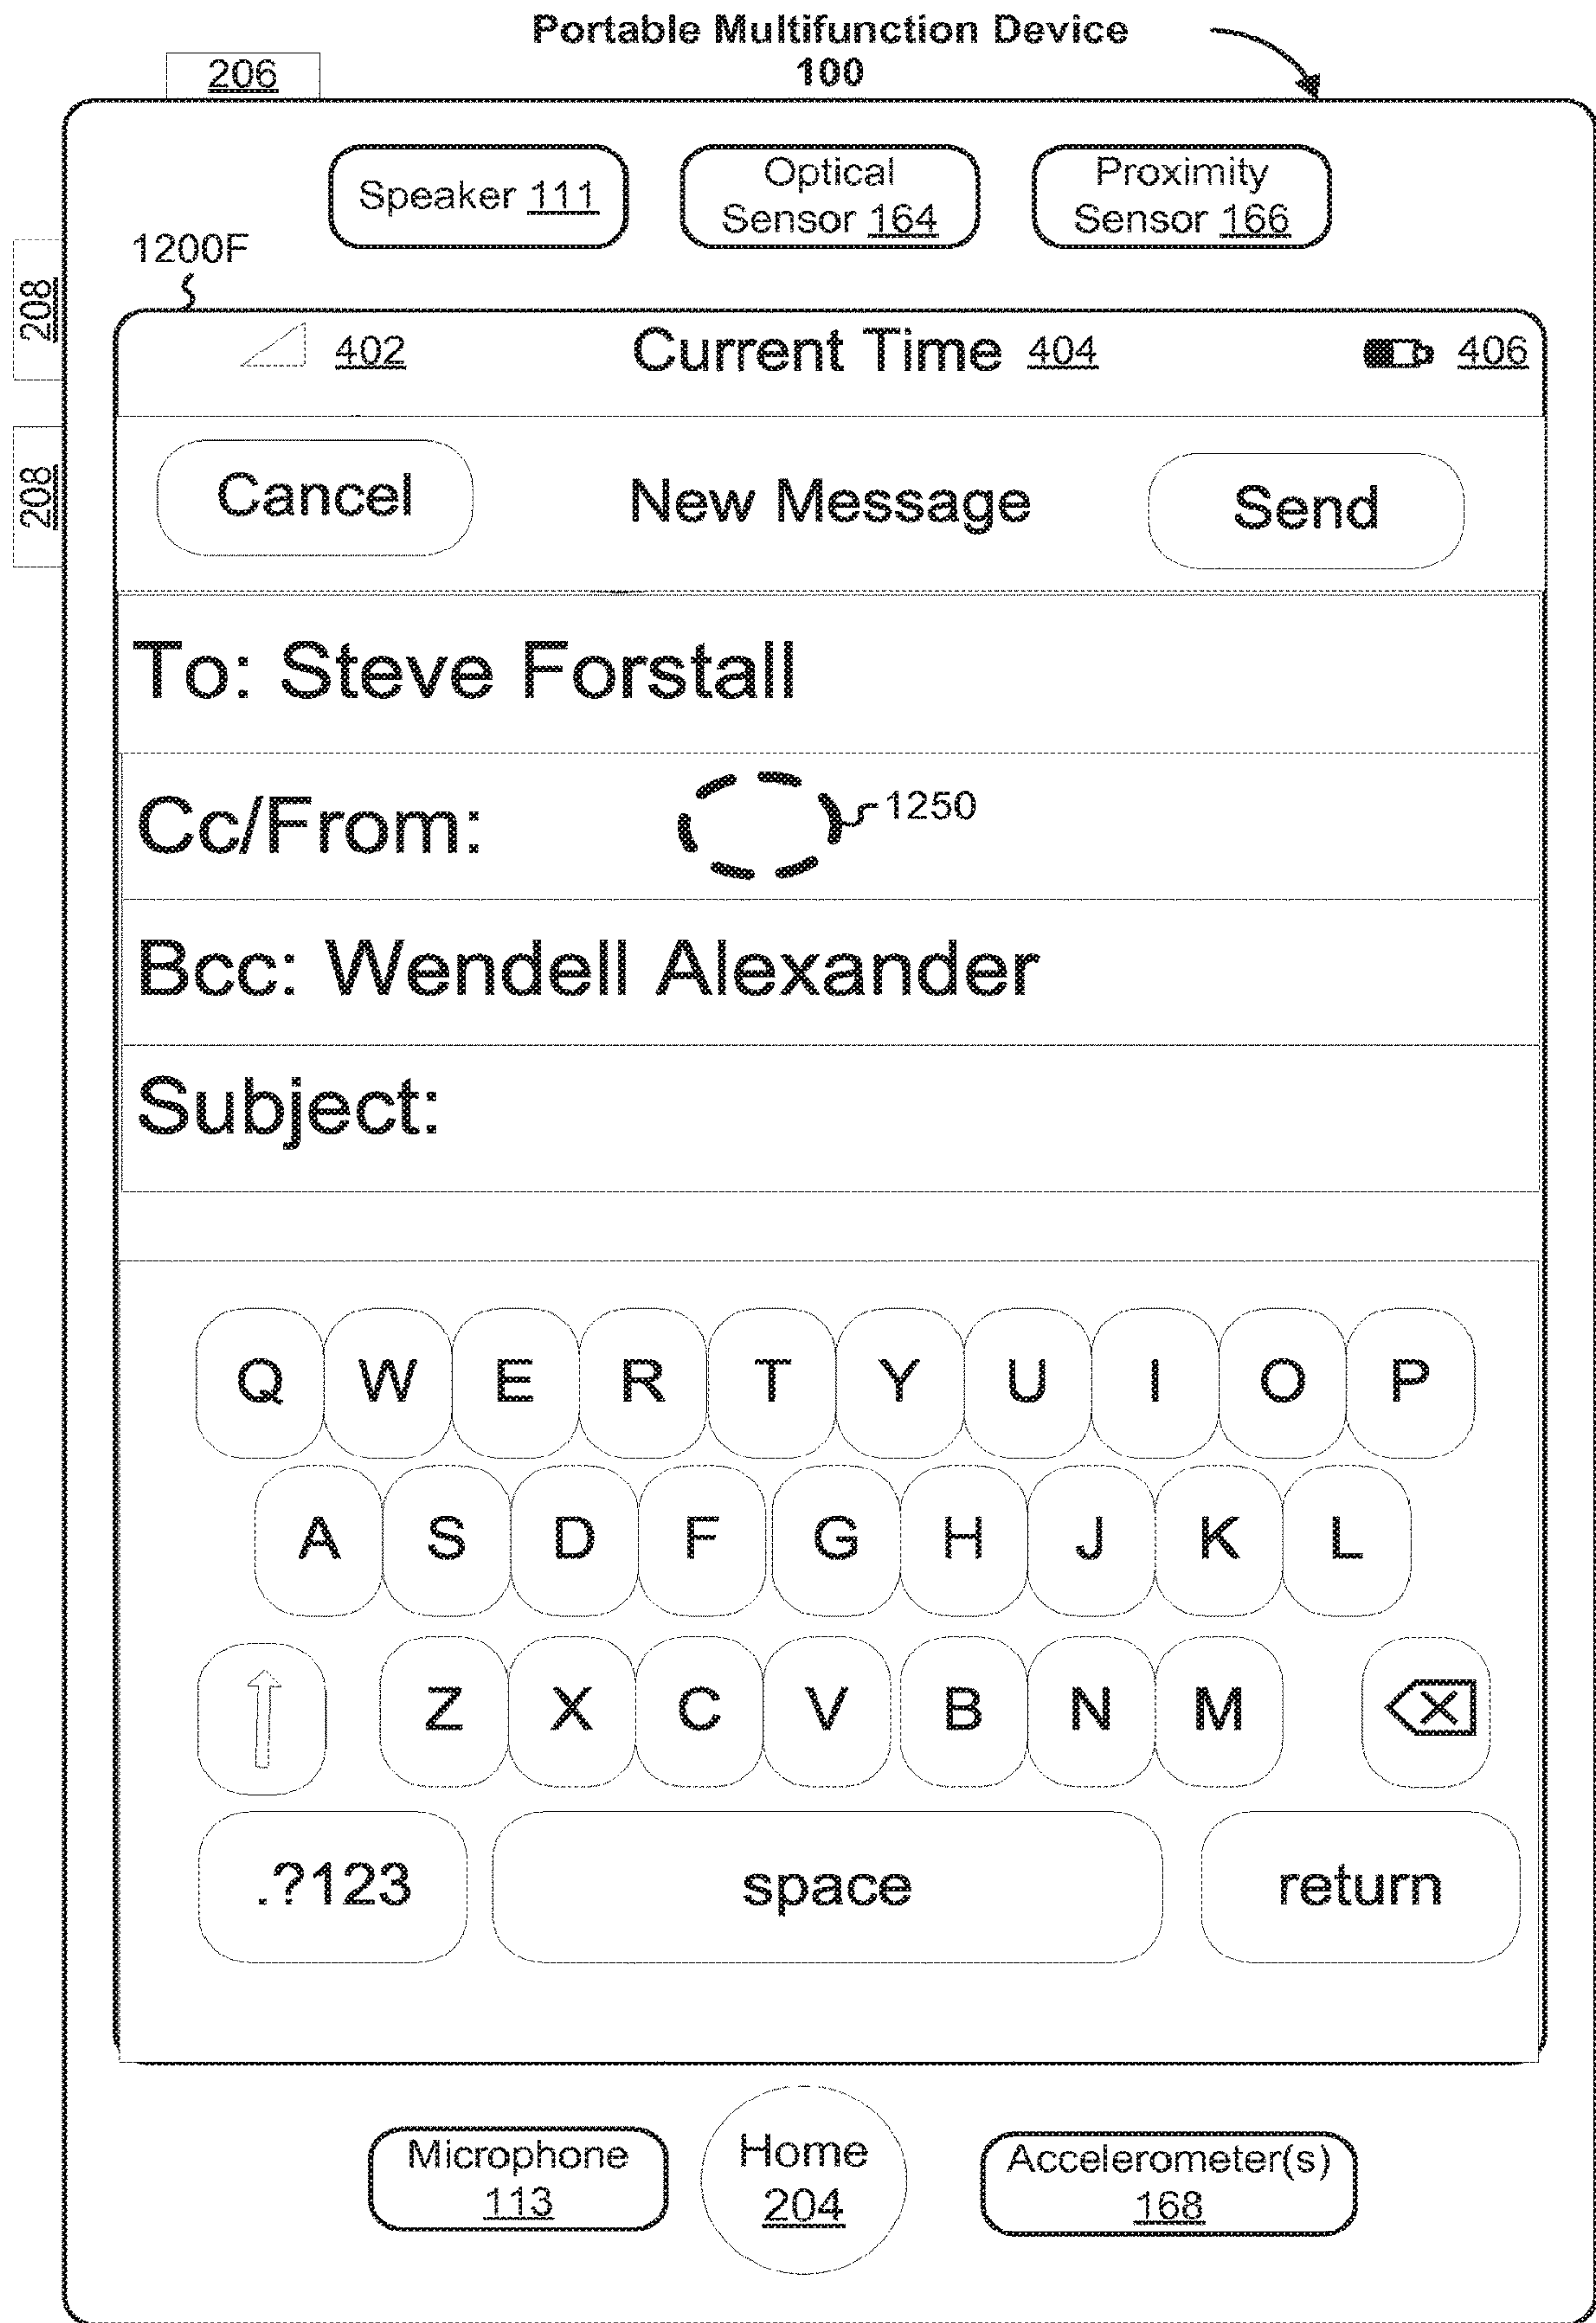 Portable Multifunction Device
100
206
Speaker 111
Optical
Sensor 164
Proximity
Sensor 166
1200F
208
402 Current Time 404 406
208
Cancel New Message Send
To: Steve Forstall
Cc/From: 1250
Bcc: Wendell Alexander
Subject:
Q W E R T Y U I O P
A S D F G H J K L
Z X C V B N M
.?123 space return
Microphone
113
Home
204
Accelerometer(s)
168